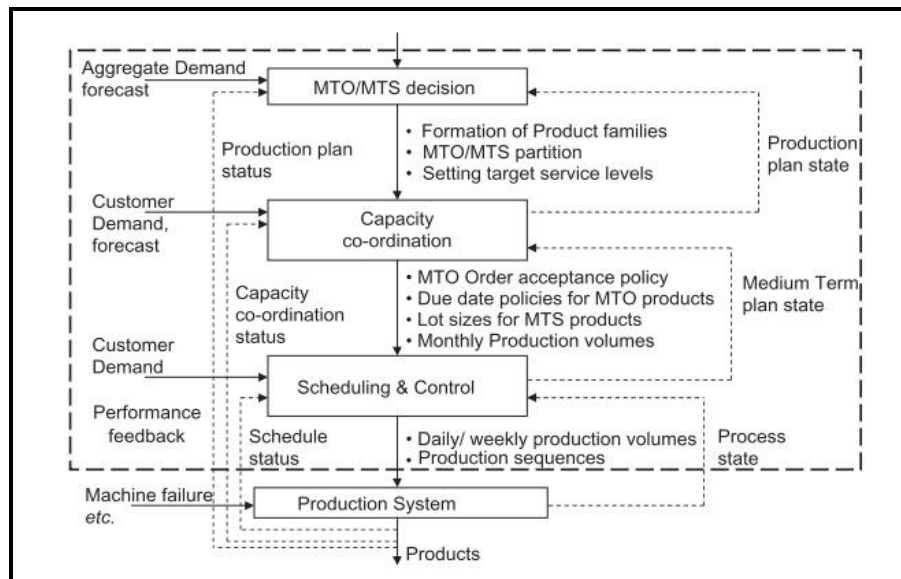 Aggregate Demand
forecast
MTO/MTS decision
• Formation of Product families
• MTO/MTS partition
• Setting target service levels
Production plan
status
Production
plan state
Customer
Demand,
forecast
Capacity
co-ordination
• MTO Order acceptance policy
• Due date policies for MTO products
• Lot sizes for MTS products
• Monthly Production volumes
Capacity
co-ordination
status
Medium Term
plan state
Customer
Demand
Scheduling & Control
Performance
feedback
Schedule
status
• Daily/ weekly production volumes
• Production sequences
Process
state
Machine failure
etc.
Production System
Products